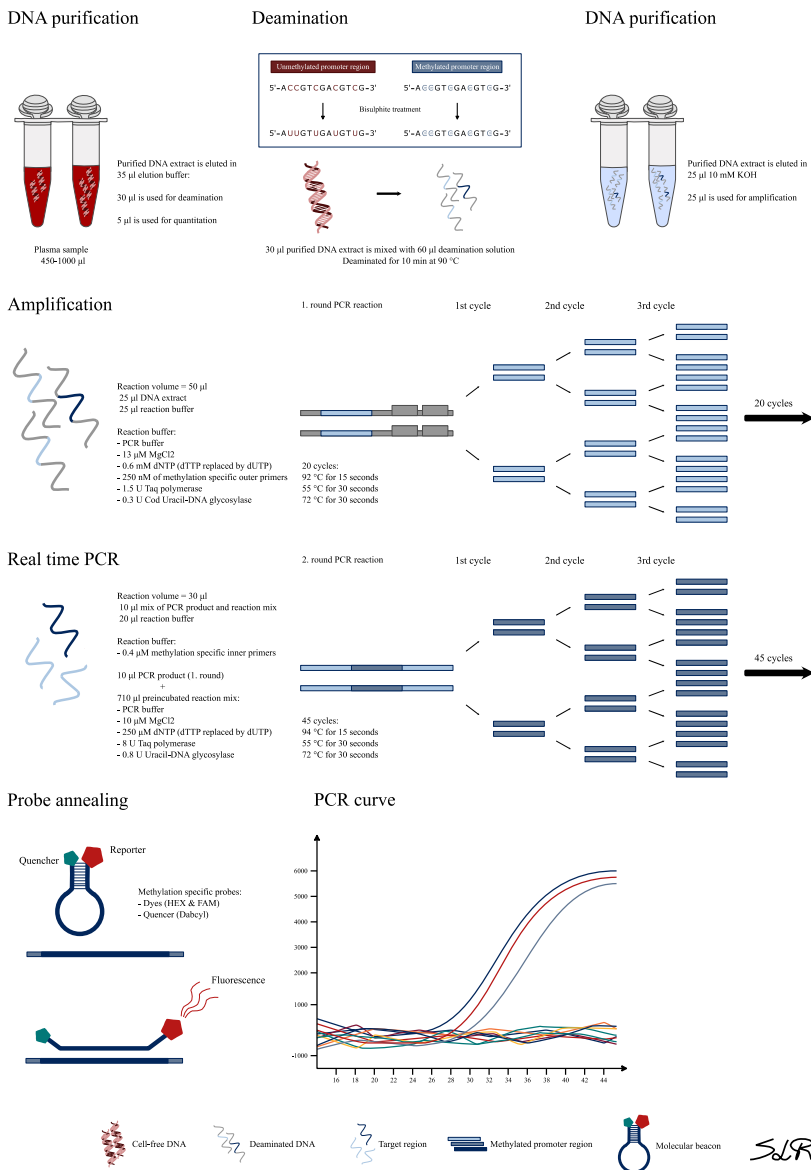 DNA purification
Deamination
DNA purification
Unmethylated promoter region
Methylated promoter region
5'-ACCGTCGACGTCG-3'
5'-ACCGTCGACGTCG-3'
Bisulphite treatment
5'-AUUGTUGAUGTUG-3'
5'-ACCGTCGACGTCG-3'
Purified DNA extract is eluted in
35 µl elution buffer:
30 µl is used for deamination
5 µl is used for quantitation
Purified DNA extract is eluted in
25 µl 10 mM KOH
25 µl is used for amplification
Plasma sample
450-1000 µl
30 µl purified DNA extract is mixed with 60 µl deamination solution
Deaminated for 10 min at 90 °C
Amplification
1. round PCR reaction
1st cycle
2nd cycle
3rd cycle
Reaction volume = 50 µl
25 µl DNA extract
25 µl reaction buffer
Reaction buffer:
- PCR buffer
- 13 µM MgCl2
- 0.6 mM dNTP (dTTP replaced by dUTP)
- 250 nM of methylation specific outer primers
- 1.5 U Taq polymerase
- 0.3 U Cod Uracil-DNA glycosylase
20 cycles:
92 °C for 15 seconds
55 °C for 30 seconds
72 °C for 30 seconds
20 cycles
Real time PCR
2. round PCR reaction
1st cycle
2nd cycle
3rd cycle
Reaction volume = 30 µl
10 µl mix of PCR product and reaction mix
20 µl reaction buffer
Reaction buffer:
- 0.4 µM methylation specific inner primers
10 µl PCR product (1. round)
+
710 µl preincubated reaction mix:
- PCR buffer
- 10 µM MgCl2
- 250 µM dNTP (dTTP replaced by dUTP)
- 8 U Taq polymerase
- 0.8 U Uracil-DNA glycosylase
45 cycles:
94 °C for 15 seconds
55 °C for 30 seconds
72 °C for 30 seconds
45 cycles
Probe annealing
PCR curve
Quencher
Reporter
Methylation specific probes:
- Dyes (HEX & FAM)
- Quencer (Dabcyl)
Fluorescence
6000
5000
4000
3000
2000
1000
-1000
16 18 20 22 24 26 28 30 32 34 36 38 40 42 44
Cell-free DNA
Deaminated DNA
Target region
Methylated promoter region
Molecular beacon
SLR